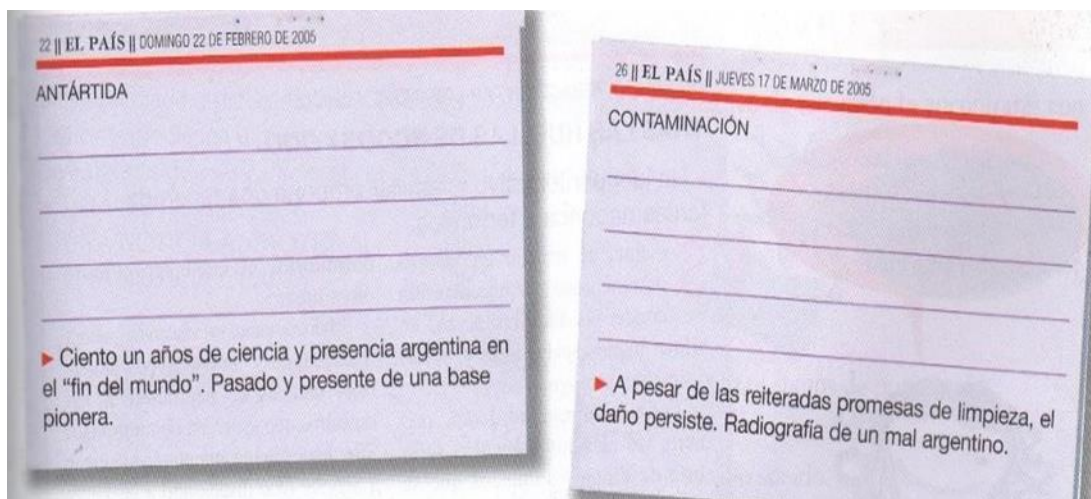 22 || EL PAÍS || DOMINGO 22 DE FEBRERO DE 2005
ANTÁRTIDA
► Ciento un años de ciencia y presencia argentina en
el “fin del mundo”. Pasado y presente de una base
pionera.
26 || EL PAÍS || JUEVES 17 DE MARZO DE 2005
CONTAMINACIÓN
► A pesar de las reiteradas promesas de limpieza, el
daño persiste. Radiografía de un mal argentino.